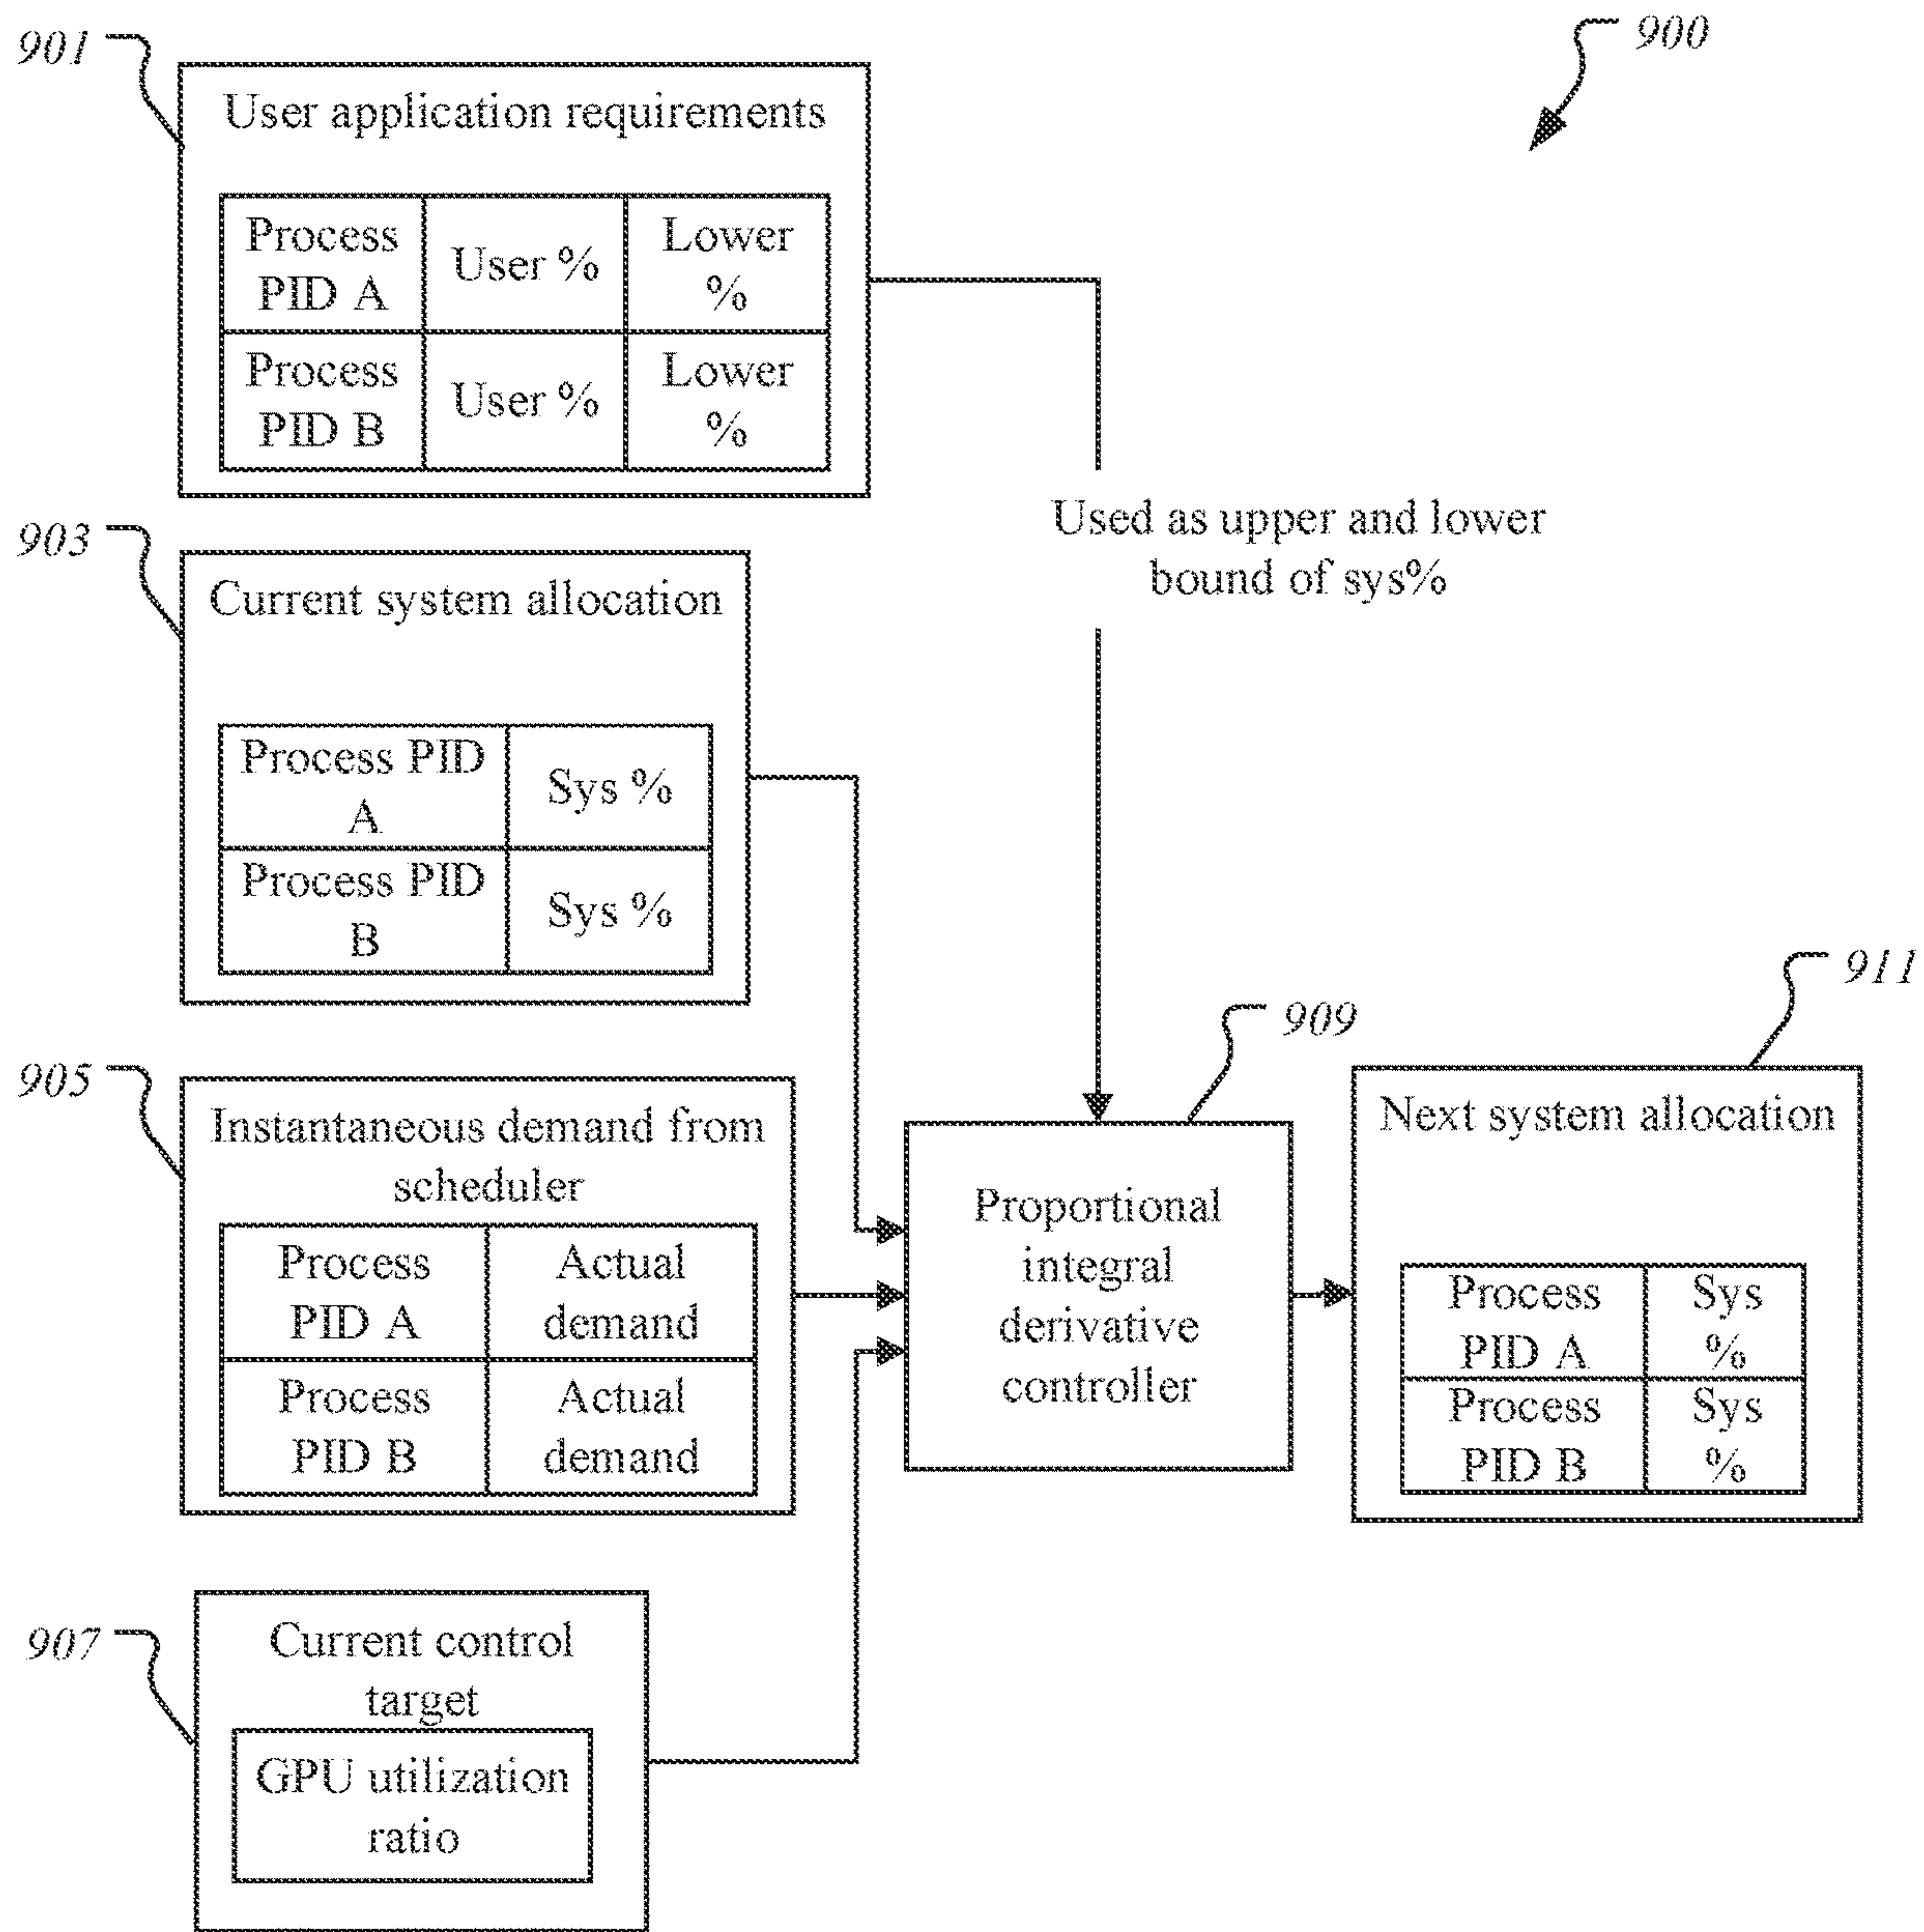 900
901
User application requirements
Process
PID A
User %
Lower
%
Process
PID B
User %
Lower
%
Used as upper and lower
bound of sys%
903
Current system allocation
Process PID
A
Sys %
Process PID
B
Sys %
905
Instantaneous demand from
scheduler
Process
PID A
Actual
demand
Process
PID B
Actual
demand
907
Current control
target
GPU utilization
ratio
909
Proportional
integral
derivative
controller
911
Next system allocation
Process
PID A
Sys
%
Process
PID B
Sys
%